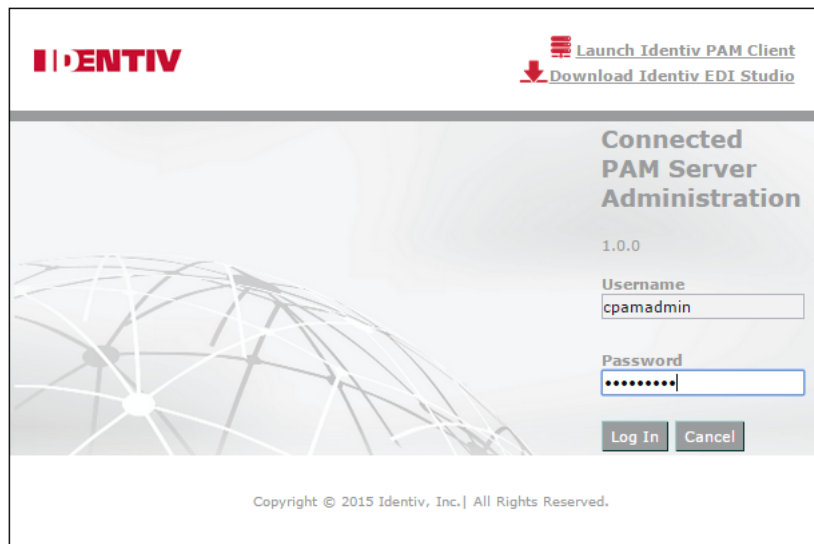 IDENTIV
Launch Identiv PAM Client
Download Identiv EDI Studio
Connected
PAM Server
Administration
1.0.0
Username
cpamadmin
Password
•••••••••
Log In Cancel
Copyright © 2015 Identiv, Inc.| All Rights Reserved.